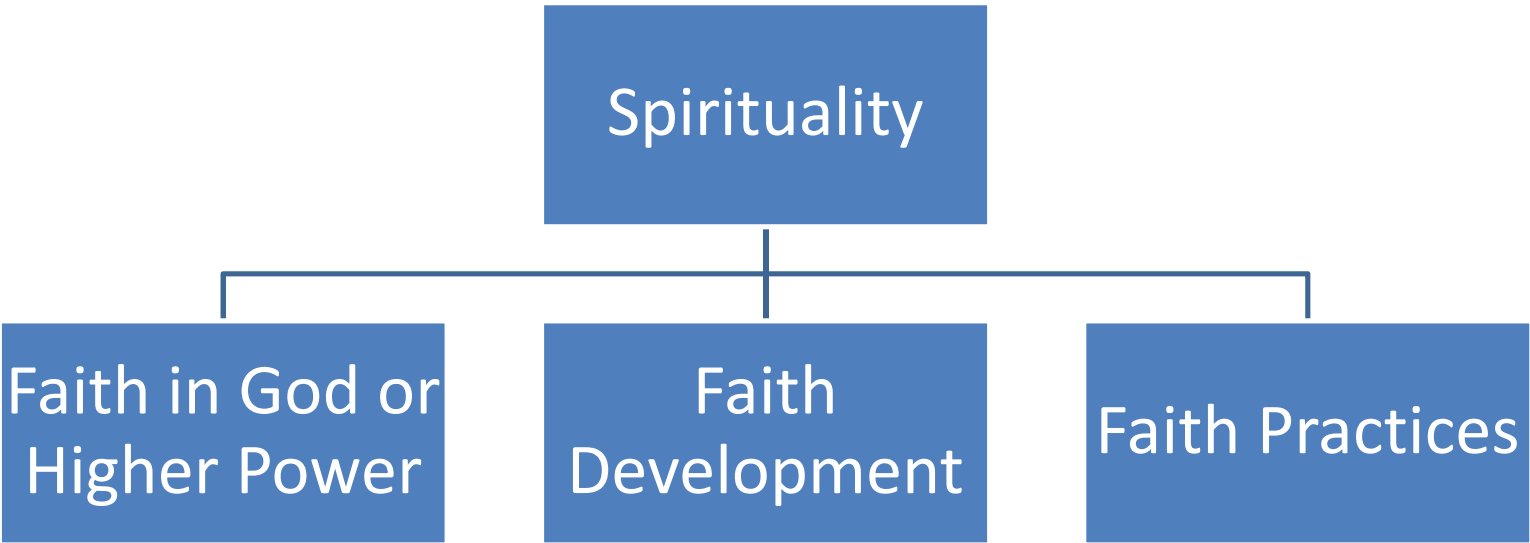 Spirituality
Faith in God or
Higher Power
Faith
Development
Faith Practices